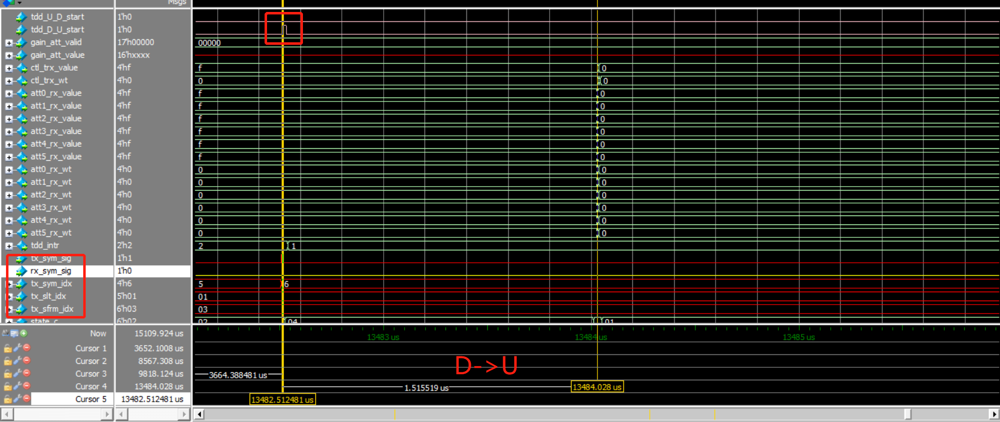 Msgs
tdd_U_D_start 1'h0
tdd_D_U_start 1'h0
gain_att_valid 17'h00000 00000
gain_att_value 16'hxxxx
ctl_trx_value 4'hf f 0
ctl_trx_wt 4'h0 0 0
att0_rx_value 4'hf f 0
att1_rx_value 4'hf f 0
att2_rx_value 4'hf f 0
att3_rx_value 4'hf f 0
att4_rx_value 4'hf f 0
att5_rx_value 4'hf f 0
att0_rx_wt 4'h0 0 0
att1_rx_wt 4'h0 0 0
att2_rx_wt 4'h0 0 0
att3_rx_wt 4'h0 0 0
att4_rx_wt 4'h0 0 0
att5_rx_wt 4'h0 0 0
tdd_intr 2'h2 2 1
tx_sym_sig 1'h1
rx_sym_sig 1'h0
tx_sym_idx 4'h6 5 6
tx_slt_idx 5'h01 01
tx_sfrm_idx 6'h03 03
state_c 6'h02 02 04 01
Now 15109.924 us 13483 us 13484 us 13485 us
Cursor 1 3652.1008 us
Cursor 2 8567.308 us
D->U
Cursor 3 9818.124 us 3664.388481 us
Cursor 4 13484.028 us 1.515519 us 13484.028 us
Cursor 5 13482.512481 us 13482.512481 us